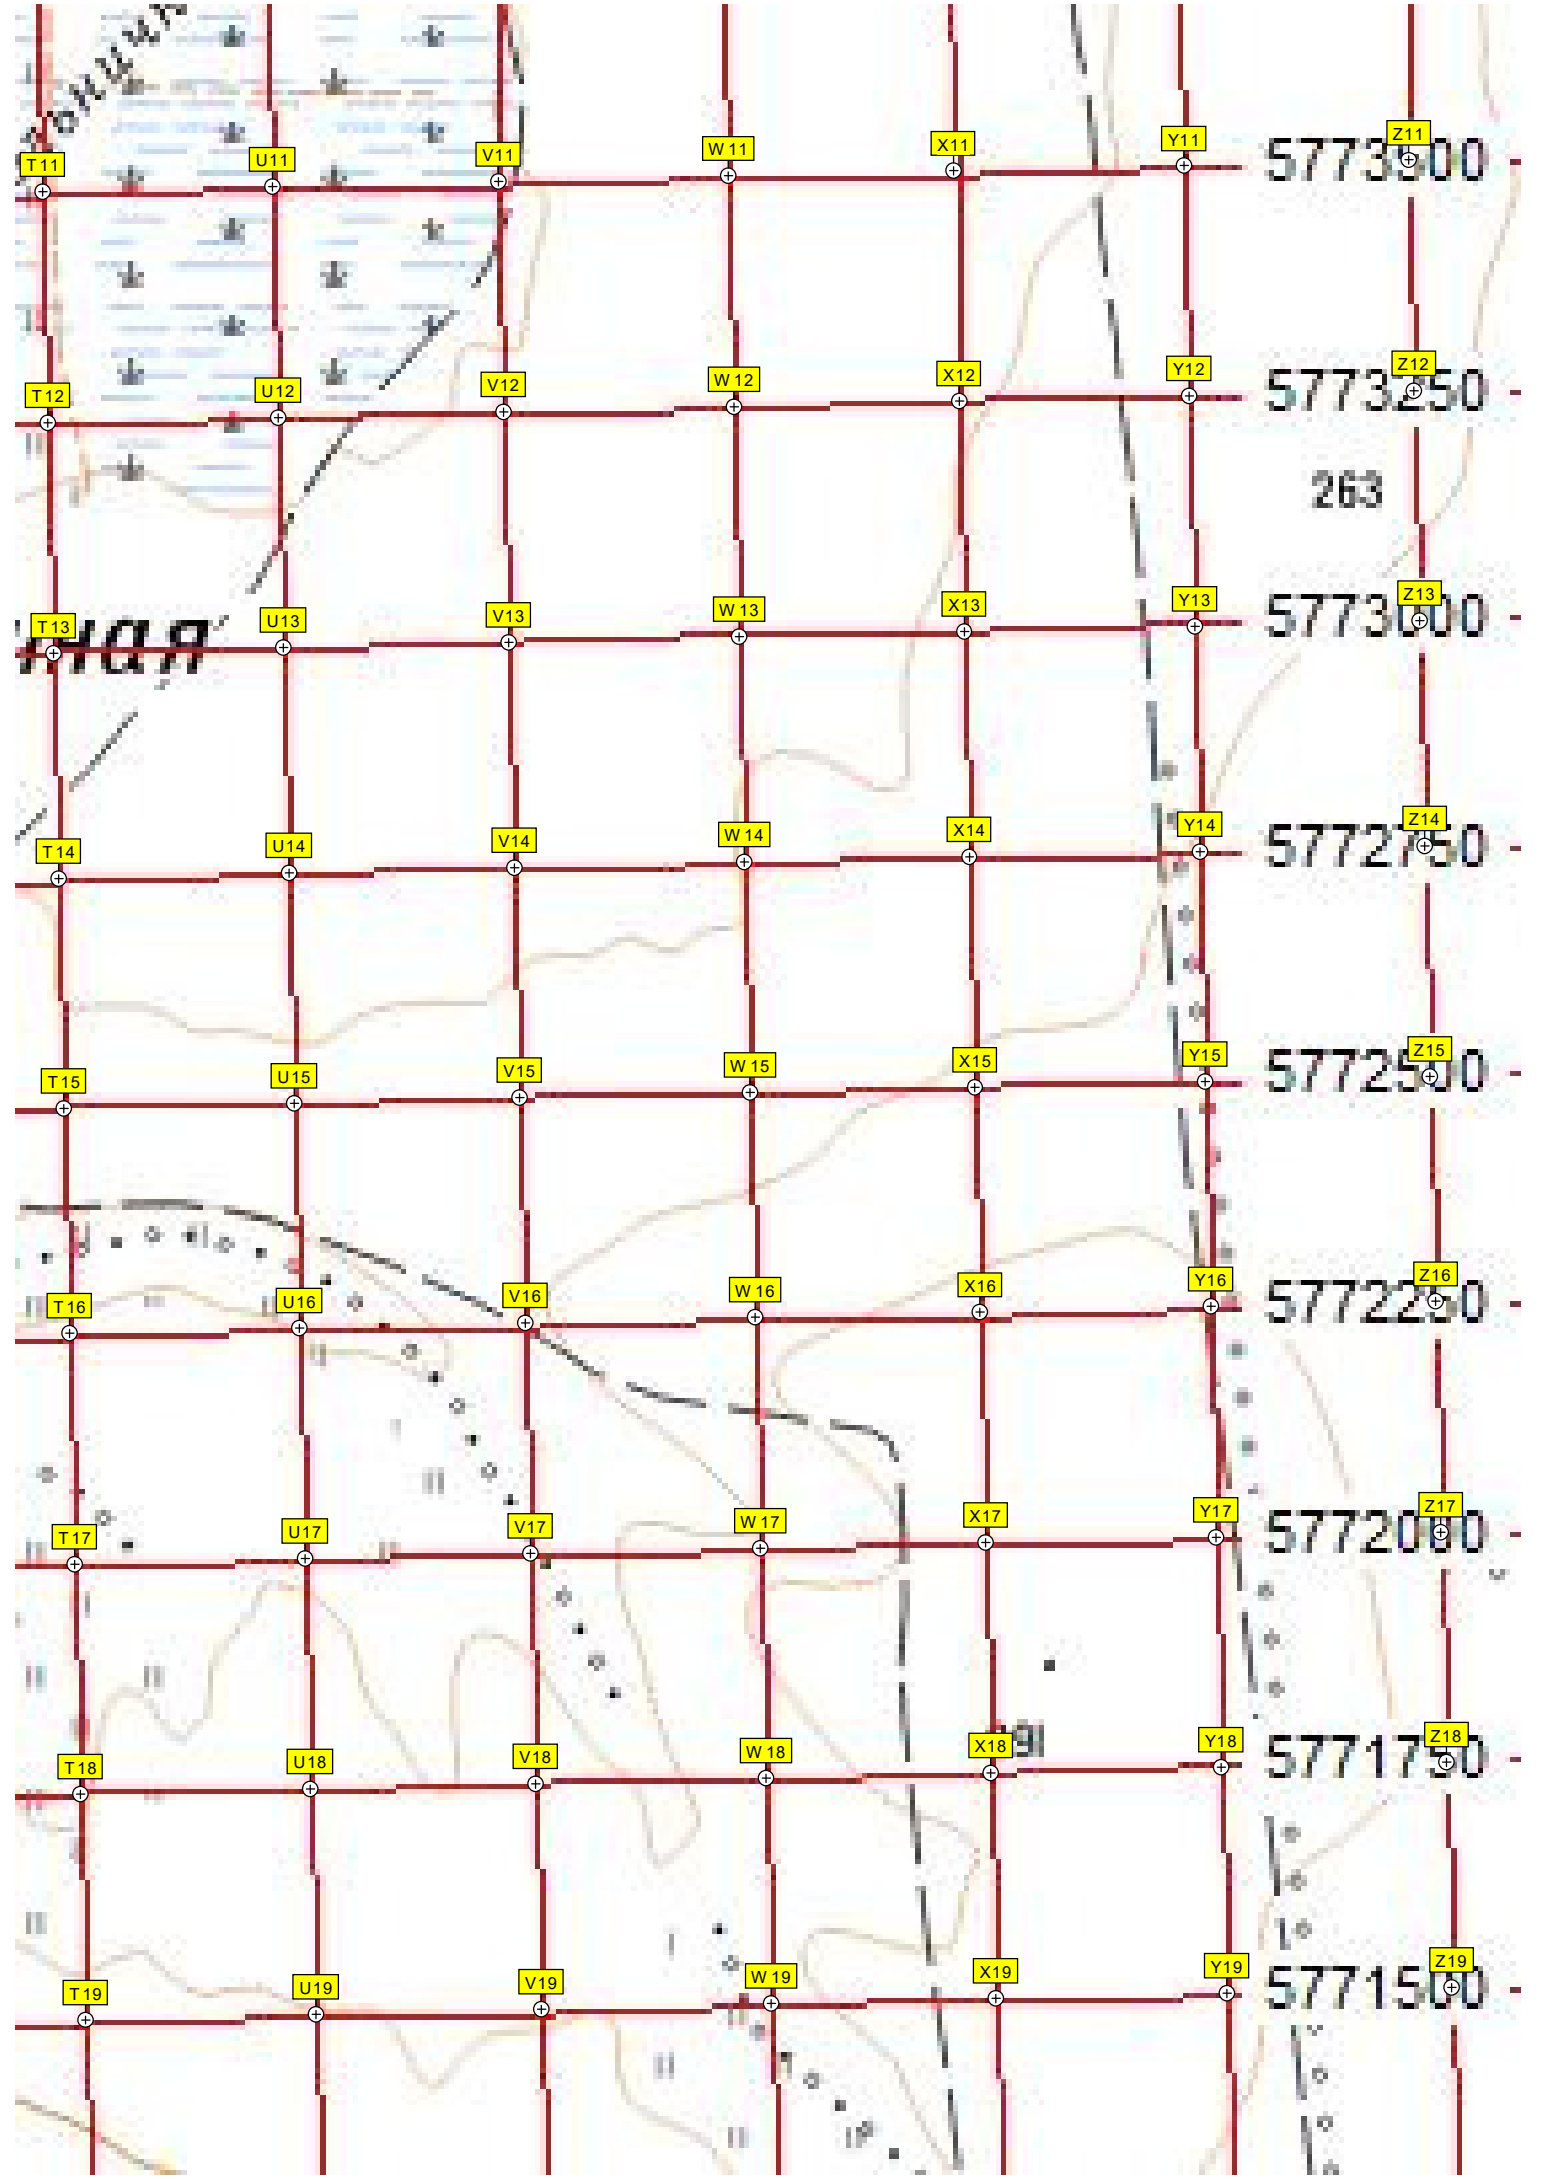 T11 U11 V11 W11 X11 Y11 Z11
5773500
T12 U12 V12 W12 X12 Y12 Z12
5773250
263
T13 U13 V13 W13 X13 Y13 Z13
ная
5773000
T14 U14 V14 W14 X14 Y14 Z14
5772750
T15 U15 V15 W15 X15 Y15 Z15
5772500
T16 U16 V16 W16 X16 Y16 Z16
5772250
T17 U17 V17 W17 X17 Y17 Z17
5772000
T18 U18 V18 W18 X18 Y18 Z18
5771750
T19 U19 V19 W19 X19 Y19 Z19
5771500